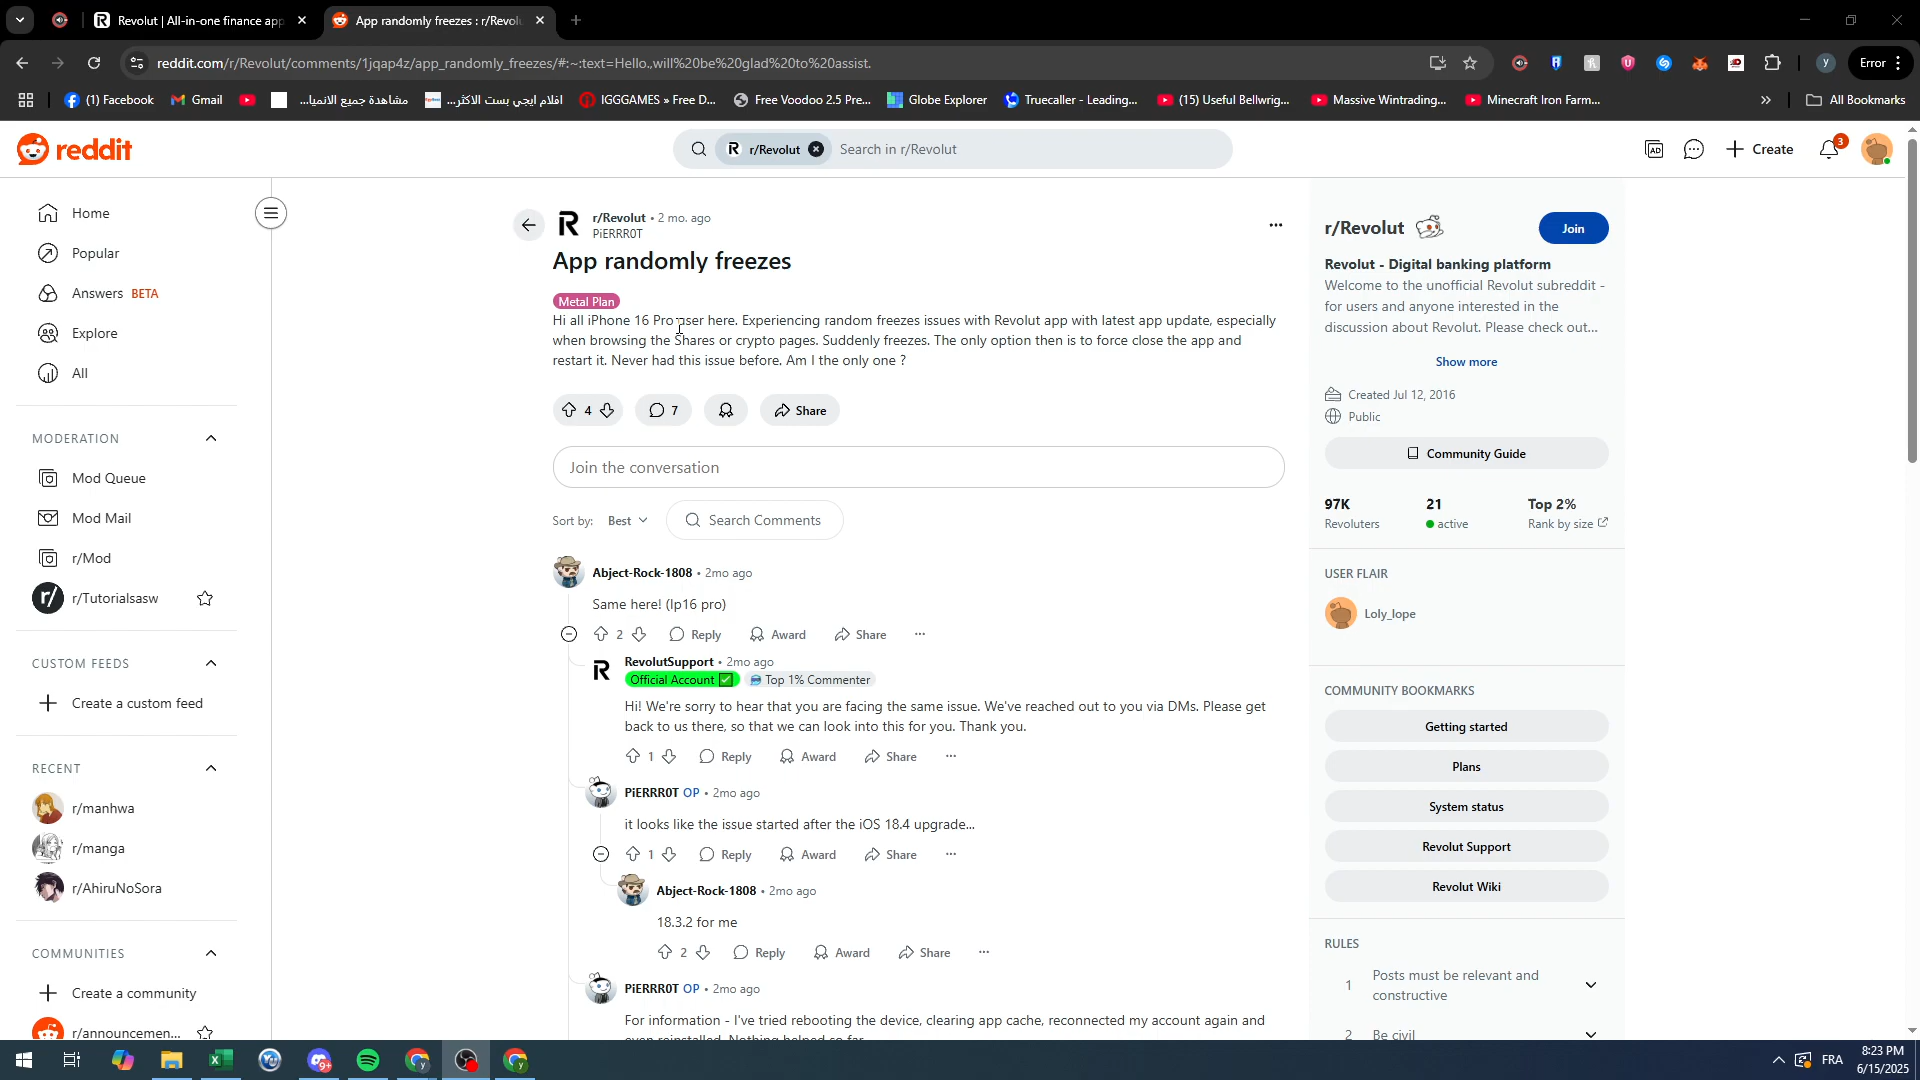 Revolut | All-in-one finance app
App randomly freezes : r/Revolu
reddit.com/r/Revolut/comments/1jqap4z/app_randomly_freezes/#:~:text=Hello.,will%20be%20glad%20to%20assist.
Error
(1) Facebook
Gmail
مشاهدة جميع الانميا...
افلام ايجي بست الاكثر...
IGGGAMES » Free D...
Free Voodoo 2.5 Pre...
Globe Explorer
Truecaller - Leading...
(15) Useful Bellwrig...
Massive Wintrading...
Minecraft Iron Farm...
All Bookmarks
reddit
r/Revolut
Search in r/Revolut
Create
3
Home
Popular
Answers BETA
Explore
All
MODERATION
Mod Queue
Mod Mail
r/Mod
r/Tutorialsasw
CUSTOM FEEDS
Create a custom feed
RECENT
r/manhwa
r/manga
r/AhiruNoSora
COMMUNITIES
Create a community
r/announcemen...
r/Revolut • 2 mo. ago
PiERRR0T
App randomly freezes
Metal Plan
Hi all iPhone 16 Pro user here. Experiencing random freezes issues with Revolut app with latest app update, especially
when browsing the Shares or crypto pages. Suddenly freezes. The only option then is to force close the app and
restart it. Never had this issue before. Am I the only one ?
4
7
Share
Join the conversation
Sort by: Best
Search Comments
Abject-Rock-1808 • 2mo ago
Same here! (Ip16 pro)
2 Reply Award Share
RevolutSupport • 2mo ago
Official Account Top 1% Commenter
Hi! We're sorry to hear that you are facing the same issue. We've reached out to you via DMs. Please get
back to us there, so that we can look into this for you. Thank you.
1 Reply Award Share
PiERRR0T OP • 2mo ago
it looks like the issue started after the iOS 18.4 upgrade...
1 Reply Award Share
Abject-Rock-1808 • 2mo ago
18.3.2 for me
2 Reply Award Share
PiERRR0T OP • 2mo ago
For information - I've tried rebooting the device, clearing app cache, reconnected my account again and
even reinstalled. Nothing helped so far
r/Revolut
Join
Revolut - Digital banking platform
Welcome to the unofficial Revolut subreddit -
for users and anyone interested in the
discussion about Revolut. Please check out...
Show more
Created Jul 12, 2016
Public
Community Guide
97K
Revoluters
21
active
Top 2%
Rank by size
USER FLAIR
Loly_lope
COMMUNITY BOOKMARKS
Getting started
Plans
System status
Revolut Support
Revolut Wiki
RULES
1 Posts must be relevant and
constructive
2 Be civil
9+
FRA
8:23 PM
6/15/2025